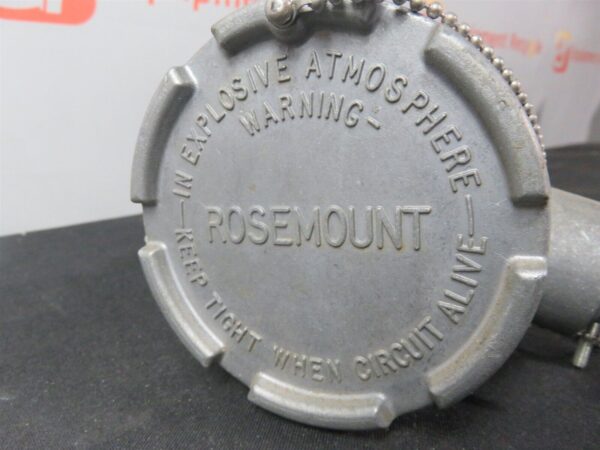 WARNING-
—IN EXPLOSIVE ATMOSPHERE—
ROSEMOUNT
KEEP TIGHT WHEN CIRCUIT ALIVE